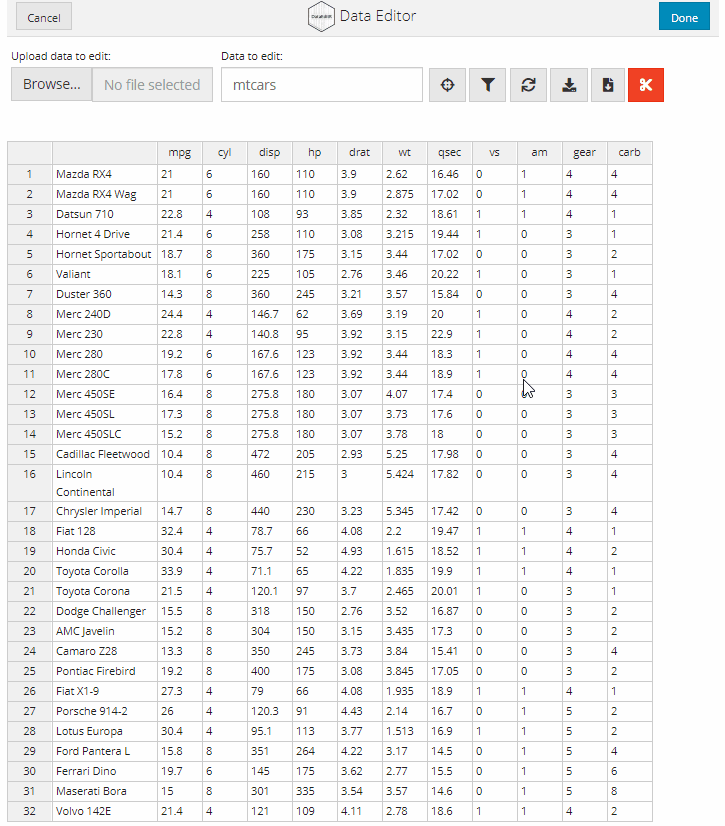 Cancel DataEditR Data Editor Done
Upload data to edit: Data to edit:
Browse... No file selected mtcars
mpg cyl disp hp drat wt qsec vs am gear carb
1 Mazda RX4 21 6 160 110 3.9 2.62 16.46 0 1 4 4
2 Mazda RX4 Wag 21 6 160 110 3.9 2.875 17.02 0 1 4 4
3 Datsun 710 22.8 4 108 93 3.85 2.32 18.61 1 1 4 1
4 Hornet 4 Drive 21.4 6 258 110 3.08 3.215 19.44 1 0 3 1
5 Hornet Sportabout 18.7 8 360 175 3.15 3.44 17.02 0 0 3 2
6 Valiant 18.1 6 225 105 2.76 3.46 20.22 1 0 3 1
7 Duster 360 14.3 8 360 245 3.21 3.57 15.84 0 0 3 4
8 Merc 240D 24.4 4 146.7 62 3.69 3.19 20 1 0 4 2
9 Merc 230 22.8 4 140.8 95 3.92 3.15 22.9 1 0 4 2
10 Merc 280 19.2 6 167.6 123 3.92 3.44 18.3 1 0 4 4
11 Merc 280C 17.8 6 167.6 123 3.92 3.44 18.9 1 0 4 4
12 Merc 450SE 16.4 8 275.8 180 3.07 4.07 17.4 0 0 3 3
13 Merc 450SL 17.3 8 275.8 180 3.07 3.73 17.6 0 0 3 3
14 Merc 450SLC 15.2 8 275.8 180 3.07 3.78 18 0 0 3 3
15 Cadillac Fleetwood 10.4 8 472 205 2.93 5.25 17.98 0 0 3 4
16 Lincoln 10.4 8 460 215 3 5.424 17.82 0 0 3 4
Continental
17 Chrysler Imperial 14.7 8 440 230 3.23 5.345 17.42 0 0 3 4
18 Fiat 128 32.4 4 78.7 66 4.08 2.2 19.47 1 1 4 1
19 Honda Civic 30.4 4 75.7 52 4.93 1.615 18.52 1 1 4 2
20 Toyota Corolla 33.9 4 71.1 65 4.22 1.835 19.9 1 1 4 1
21 Toyota Corona 21.5 4 120.1 97 3.7 2.465 20.01 1 0 3 1
22 Dodge Challenger 15.5 8 318 150 2.76 3.52 16.87 0 0 3 2
23 AMC Javelin 15.2 8 304 150 3.15 3.435 17.3 0 0 3 2
24 Camaro Z28 13.3 8 350 245 3.73 3.84 15.41 0 0 3 4
25 Pontiac Firebird 19.2 8 400 175 3.08 3.845 17.05 0 0 3 2
26 Fiat X1-9 27.3 4 79 66 4.08 1.935 18.9 1 1 4 1
27 Porsche 914-2 26 4 120.3 91 4.43 2.14 16.7 0 1 5 2
28 Lotus Europa 30.4 4 95.1 113 3.77 1.513 16.9 1 1 5 2
29 Ford Pantera L 15.8 8 351 264 4.22 3.17 14.5 0 1 5 4
30 Ferrari Dino 19.7 6 145 175 3.62 2.77 15.5 0 1 5 6
31 Maserati Bora 15 8 301 335 3.54 3.57 14.6 0 1 5 8
32 Volvo 142E 21.4 4 121 109 4.11 2.78 18.6 1 1 4 2